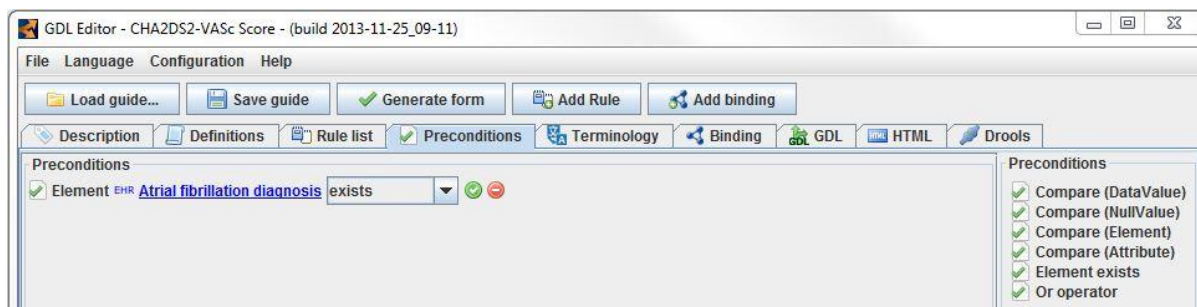 GDL Editor - CHA2DS2-VASc Score - (build 2013-11-25_09-11)
File Language Configuration Help
Load guide... Save guide Generate form Add Rule Add binding
Description Definitions Rule list Preconditions Terminology Binding GDL HTML Drools
Preconditions
Element EHR Atrial fibrillation diagnosis exists
Preconditions
Compare (DataValue)
Compare (NullValue)
Compare (Element)
Compare (Attribute)
Element exists
Or operator